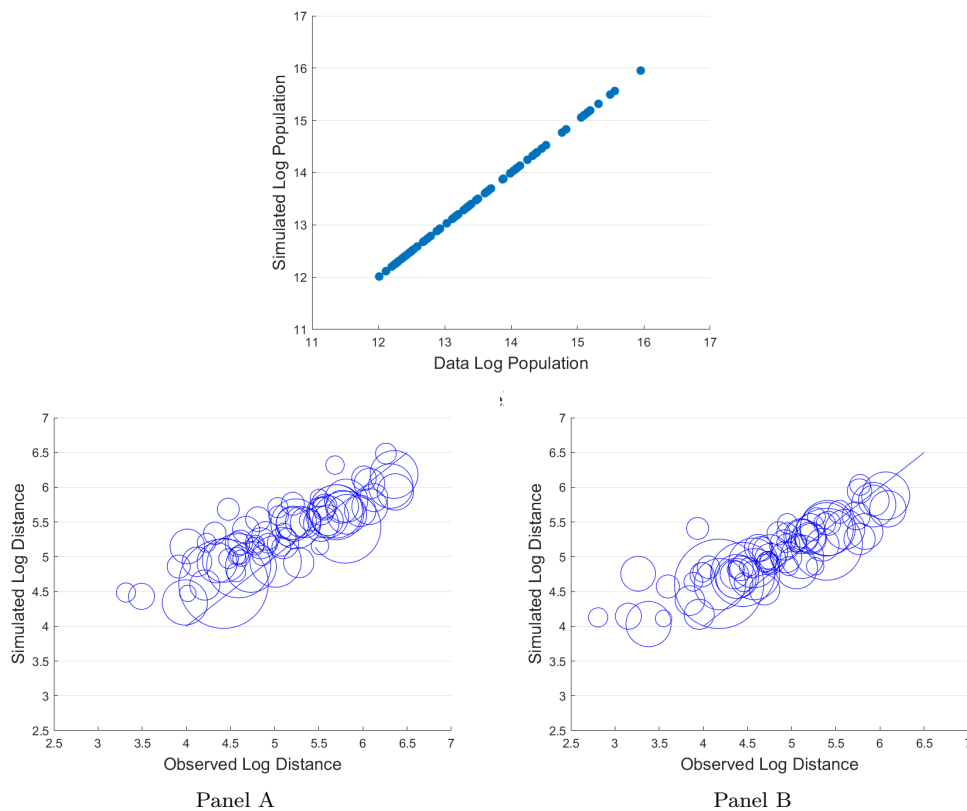 17
16
15
14
13
12
11
Simulated Log Population
11 12 13 14 15 16 17
Data Log Population
7
6.5
6
5.5
5
4.5
4
3.5
3
2.5
Simulated Log Distance
2.5 3 3.5 4 4.5 5 5.5 6 6.5 7
Observed Log Distance
Panel A
7
6.5
6
5.5
5
4.5
4
3.5
3
2.5
Simulated Log Distance
2.5 3 3.5 4 4.5 5 5.5 6 6.5 7
Observed Log Distance
Panel B